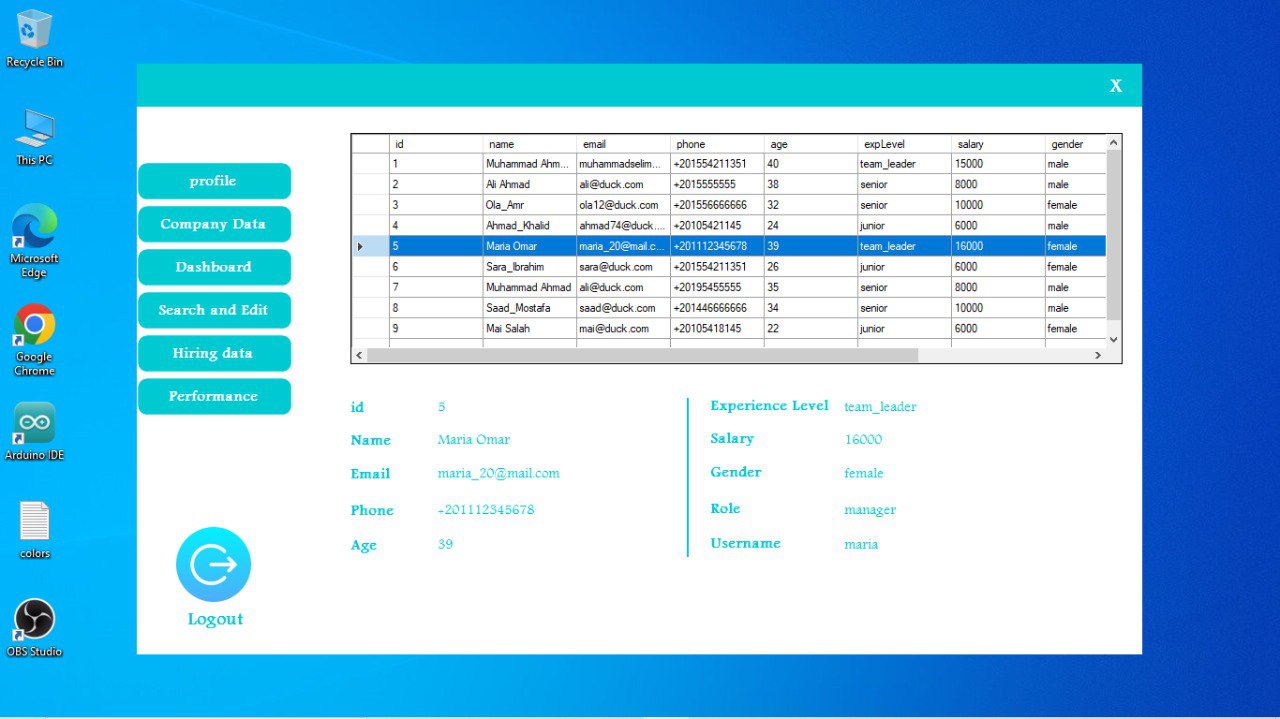 Recycle Bin
This PC
Microsoft Edge
Google Chrome
Arduino IDE
colors
OBS Studio
X
profile
Company Data
Dashboard
Search and Edit
Hiring data
Performance
Logout
id name email phone age expLevel salary gender
1 Muhammad Ahm... muhammadselim... +201554211351 40 team_leader 15000 male
2 Ali Ahmad ali@duck.com +2015555555 38 senior 8000 male
3 Ola_Amr ola12@duck.com +201556666666 32 senior 10000 female
4 Ahmad_Khalid ahmad74@duck.... +20105421145 24 junior 6000 male
5 Maria Omar maria_20@mail.c... +201112345678 39 team_leader 16000 female
6 Sara_Ibrahim sara@duck.com +201554211351 26 junior 6000 female
7 Muhammad Ahmad ali@duck.com +20195455555 35 senior 8000 male
8 Saad_Mostafa saad@duck.com +201446666666 34 senior 10000 male
9 Mai Salah mai@duck.com +20105418145 22 junior 6000 female
id 5
Name Maria Omar
Email maria_20@mail.com
Phone +201112345678
Age 39
Experience Level team_leader
Salary 16000
Gender female
Role manager
Username maria